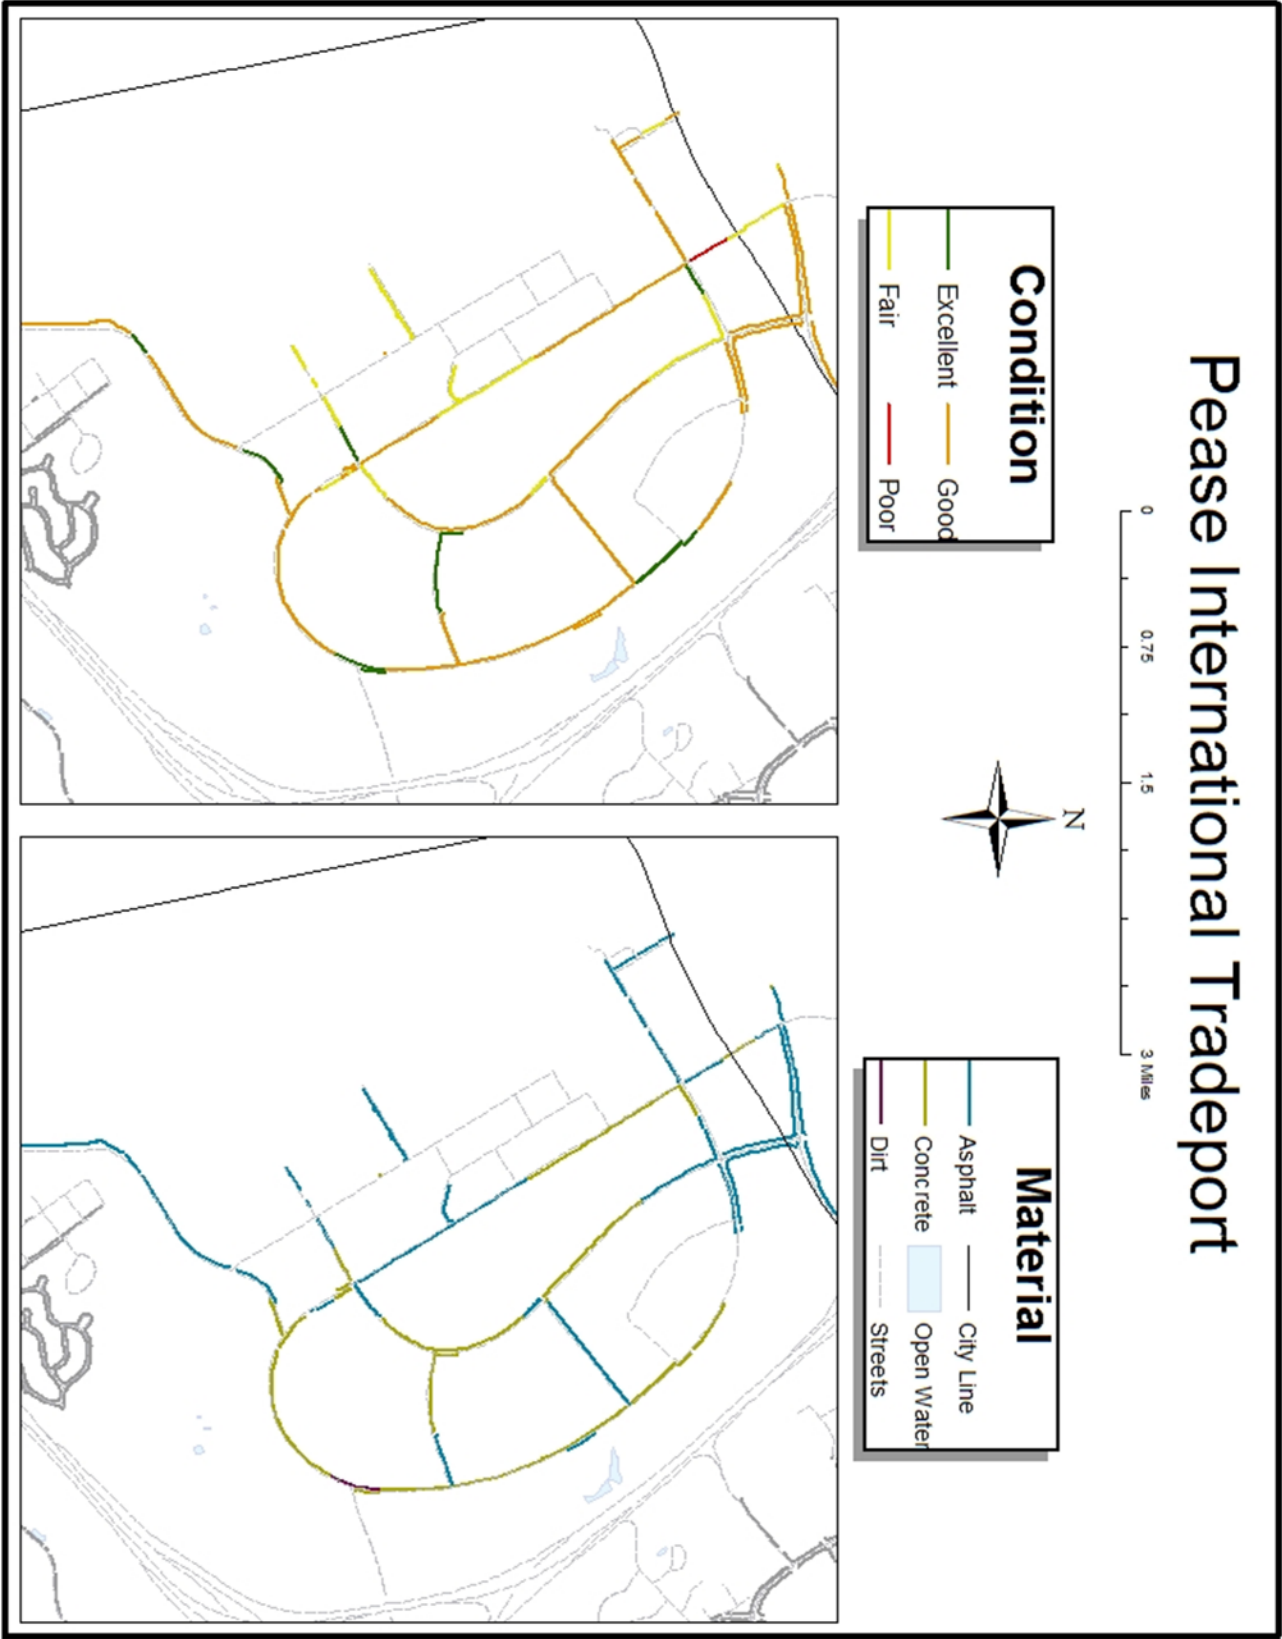 Pease International Tradeport
0 0.75 1.5 3 Miles
N
Condition
Excellent Good
Fair Poor
Material
Asphalt City Line
Concrete Open Water
Dirt Streets